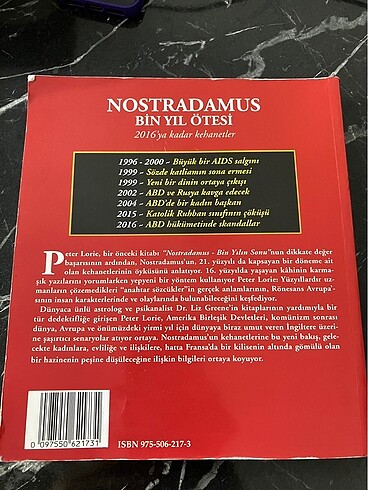 NOSTRADAMUS
BİN YIL ÖTESİ
2016'ya kadar kehanetler
1996 - 2000 – Büyük bir AIDS salgını
1999 – Sözde katliamın sona ermesi
1999 – Yeni bir dinin ortaya çıkışı
2002 – ABD ve Rusya kavga edecek
2004 – ABD'de bir kadın başkan
2015 – Katolik Ruhban sınıfının çöküşü
2016 – ABD hükümetinde skandallar
Peter Lorie, bir önceki kitabı "Nostradamus - Bin Yılın Sonu"nun dikkate değer
başarısının ardından, Nostradamus'un, 21. yüzyılı da kapsayan bir döneme ait
olan kehanetlerinin öyküsünü anlatıyor. 16. yüzyılda yaşayan kâhinin karma-
şık yazılarını yorumlarken yepyeni bir yöntem kullanıyor Peter Lorie: Yüzyıllardır uz-
manların çözemedikleri "anahtar sözcükler"in gerçek anlamlarının, Rönesans Avrupa-
sının insan karakterlerinde ve olaylarında bulunabileceğini keşfediyor.
Dünyaca ünlü astrolog ve psikanalist Dr. Liz Greene'in kitaplarının yardımıyla bir
tür dedektifliğe girişen Peter Lorie, Amerika Birleşik Devletleri, komünizm sonrası
dünya, Avrupa ve önümüzdeki yirmi yıl için dünyaya biraz umut veren İngiltere üzeri-
ne şaşırtıcı senaryolar atıyor ortaya. Nostradamus'un kehanetlerine bu yeni bakış, gele-
cekte kadınlara, evliliğe ve ilişkilere, hatta Fransa'da bir kilisenin altında gömülü olan
bir hazinenin peşine düşüleceğine ilişkin bilgileri ortaya koyuyor.
0 097550 621731
ISBN 975-506-217-3